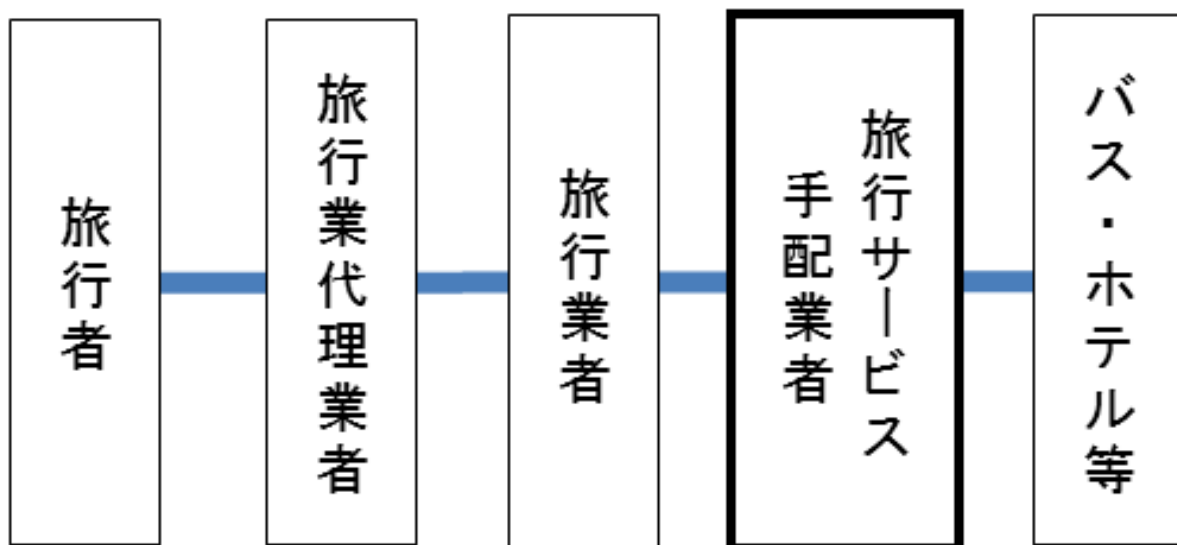 旅行者
旅行業代理業者
旅行業者
旅行サービス
手配業者
バス・ホテル等